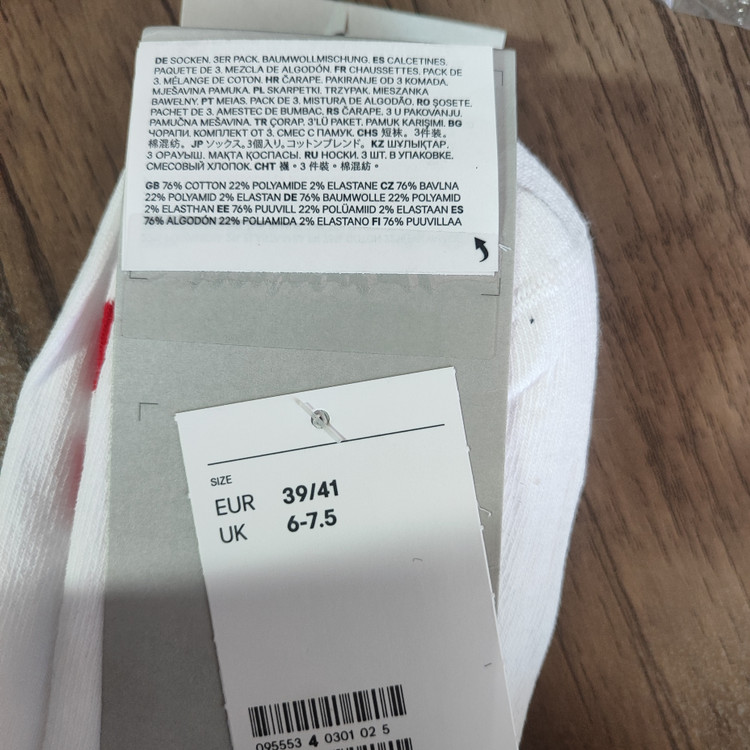 DE SOCKEN. 3ER PACK. BAUMWOLLMISCHUNG. ES CALCETINES.
PAQUETE DE 3. MEZCLA DE ALGODÓN. FR CHAUSSETTES. PACK DE
3. MÉLANGE DE COTON. HR ČARAPE. PAKIRANJE OD 3 KOMADA.
MJEŠAVINA PAMUKA. PL SKARPETKI. TRZYPAK. MIESZANKA
BAWEŁNY. PT MEIAS. PACK DE 3. MISTURA DE ALGODÃO. RO ȘOSETE.
PACHET DE 3. AMESTEC DE BUMBAC. RS ČARAPE. 3 U PAKOVANJU.
PAMUČNA MEŠAVINA. TR ÇORAP. 3'LÜ PAKET. PAMUK KARIŞIMI. BG
ЧОРАПИ. КОМПЛЕКТ ОТ 3. СМЕС С ПАМУК. CHS 短袜。3件装。
棉混纺。JP ソックス。3個入り。コットンブレンド。KZ ШҰЛЫҚТАР.
3 ОРАУЫШ. МАҚТА ҚОСПАСЫ. RU НОСКИ. 3 ШТ. В УПАКОВКЕ.
СМЕСОВЫЙ ХЛОПОК. CHT 襪。3 件裝。棉混紡。
GB 76% COTTON 22% POLYAMIDE 2% ELASTANE CZ 76% BAVLNA
22% POLYAMID 2% ELASTAN DE 76% BAUMWOLLE 22% POLYAMID
2% ELASTHAN EE 76% PUUVILL 22% POLÜAMIID 2% ELASTAAN ES
76% ALGODÓN 22% POLIAMIDA 2% ELASTANO FI 76% PUUVILLAA
SIZE
EUR 39/41
UK 6-7.5
095553 4 0301 02 5